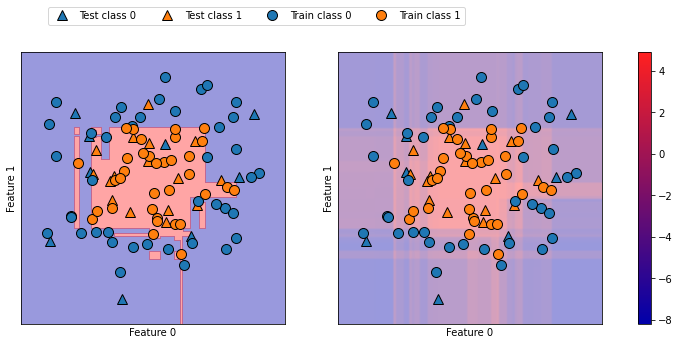 Test class 0 Test class 1 Train class 0 Train class 1
Feature 1
Feature 0
Feature 1
Feature 0
4
2
0
−2
−4
−6
−8